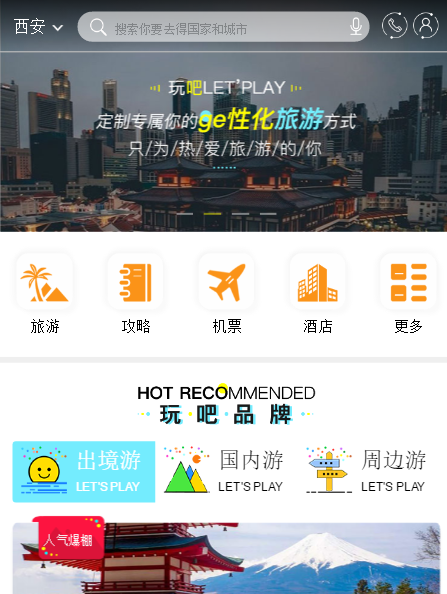 西安
搜索你要去得国家和城市
玩吧LET'PLAY
定制专属你的ge性化旅游方式
只/为/热/爱/旅/游/的/你
旅游
攻略
机票
酒店
更多
HOT RECOMMENDED
玩吧品牌
出境游
LET'S PLAY
国内游
LET'S PLAY
周边游
LET'S PLAY
人气爆棚